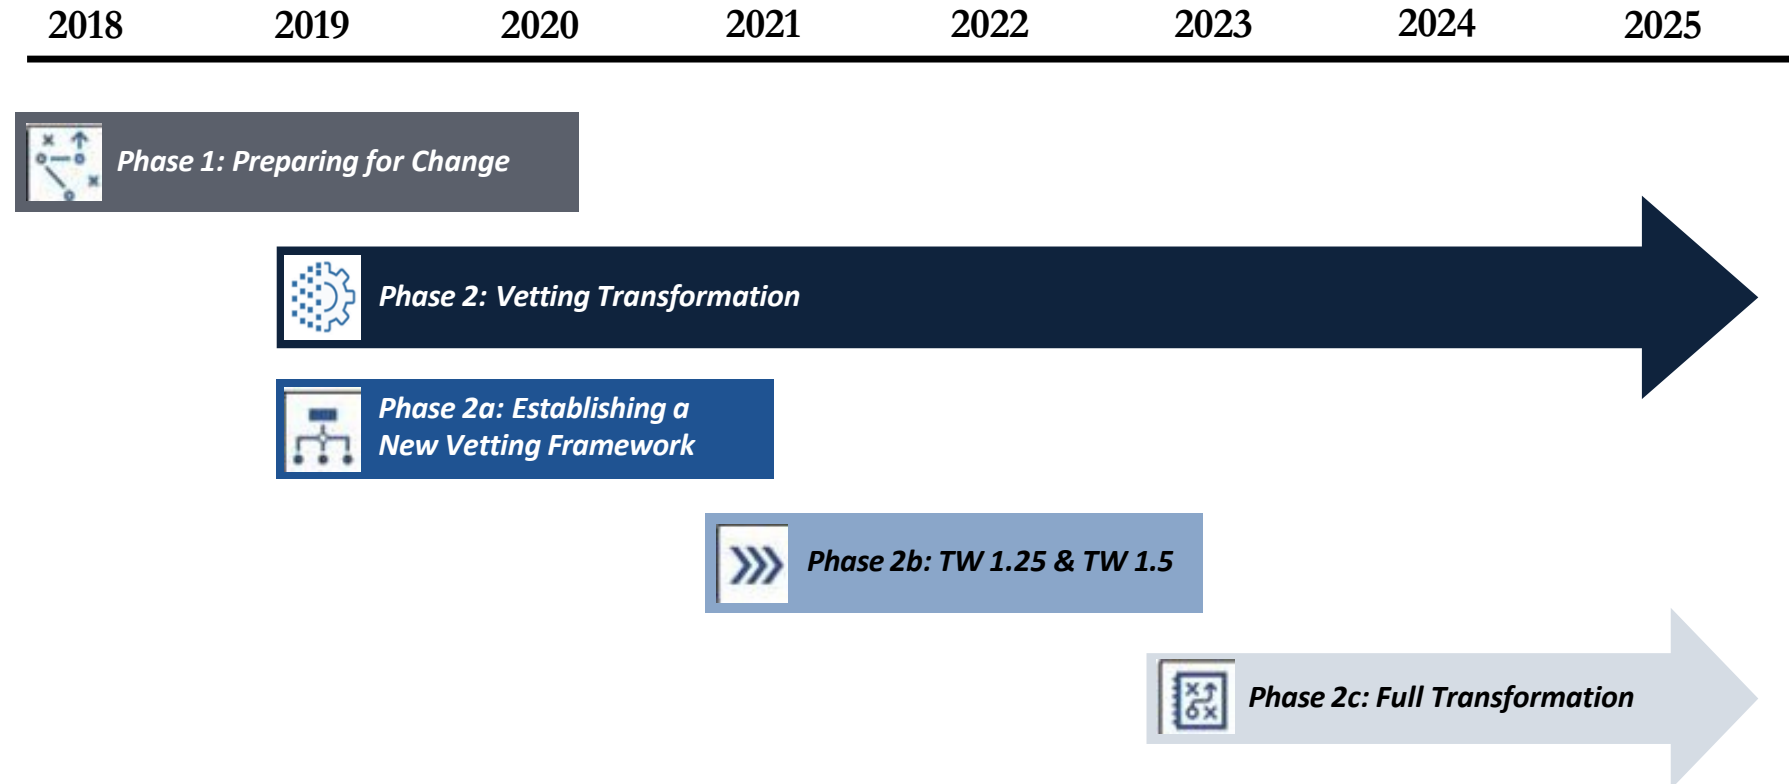 2018 2019 2020 2021 2022 2023 2024 2025
Phase 1: Preparing for Change
Phase 2: Vetting Transformation
Phase 2a: Establishing a
New Vetting Framework
Phase 2b: TW 1.25 & TW 1.5
Phase 2c: Full Transformation